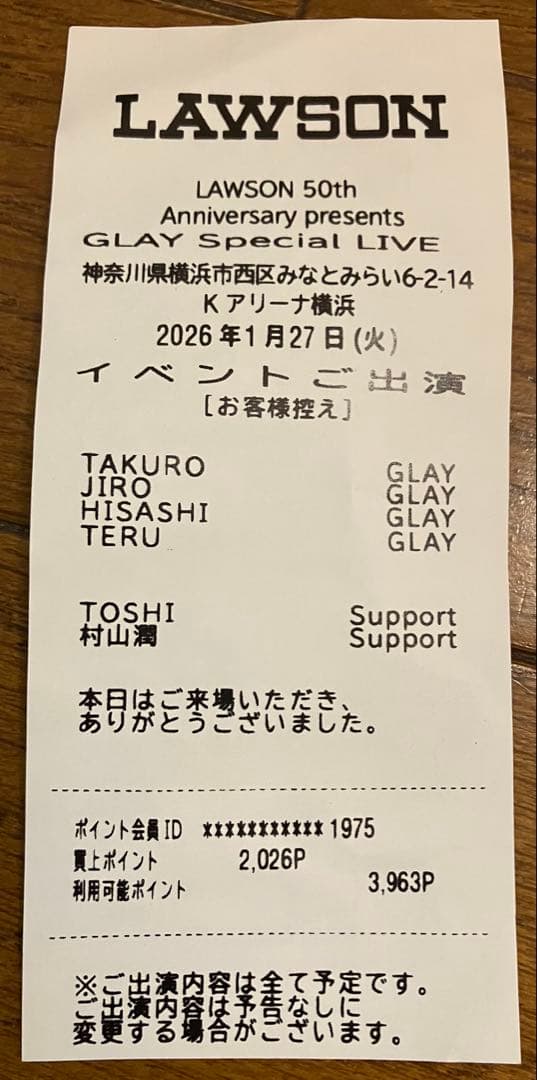 LAWSON
LAWSON 50th
Anniversary presents
GLAY Special LIVE
神奈川県横浜市西区みなとみらい6-2-14
Kアリーナ横浜
2026年1月27日(火)
イベントご出演
[お客様控え]
TAKURO GLAY
JIRO GLAY
HISASHI GLAY
TERU GLAY
TOSHI Support
村山潤 Support
本日はご来場いただき、
ありがとうございました。
ポイント会員ID ***********1975
買上ポイント 2,026P
利用可能ポイント 3,963P
※ご出演内容は全て予定です。
ご出演内容は予告なしに
変更する場合がございます。